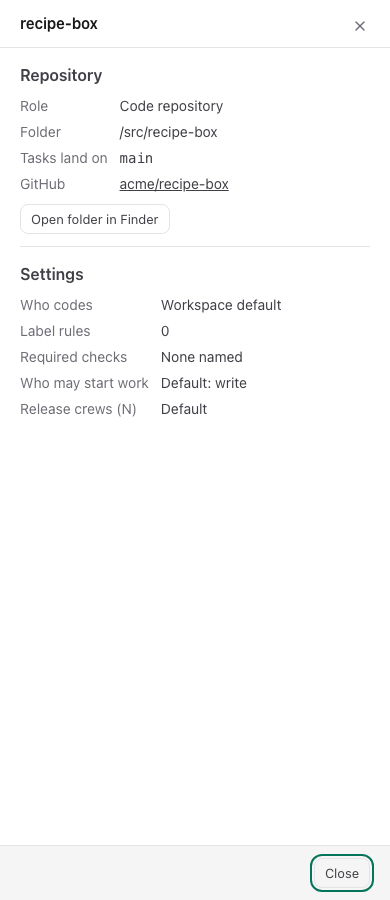 recipe-box
Repository
Role Code repository
Folder /src/recipe-box
Tasks land on main
GitHub acme/recipe-box
Open folder in Finder
Settings
Who codes Workspace default
Label rules 0
Required checks None named
Who may start work Default: write
Release crews (N) Default
Close